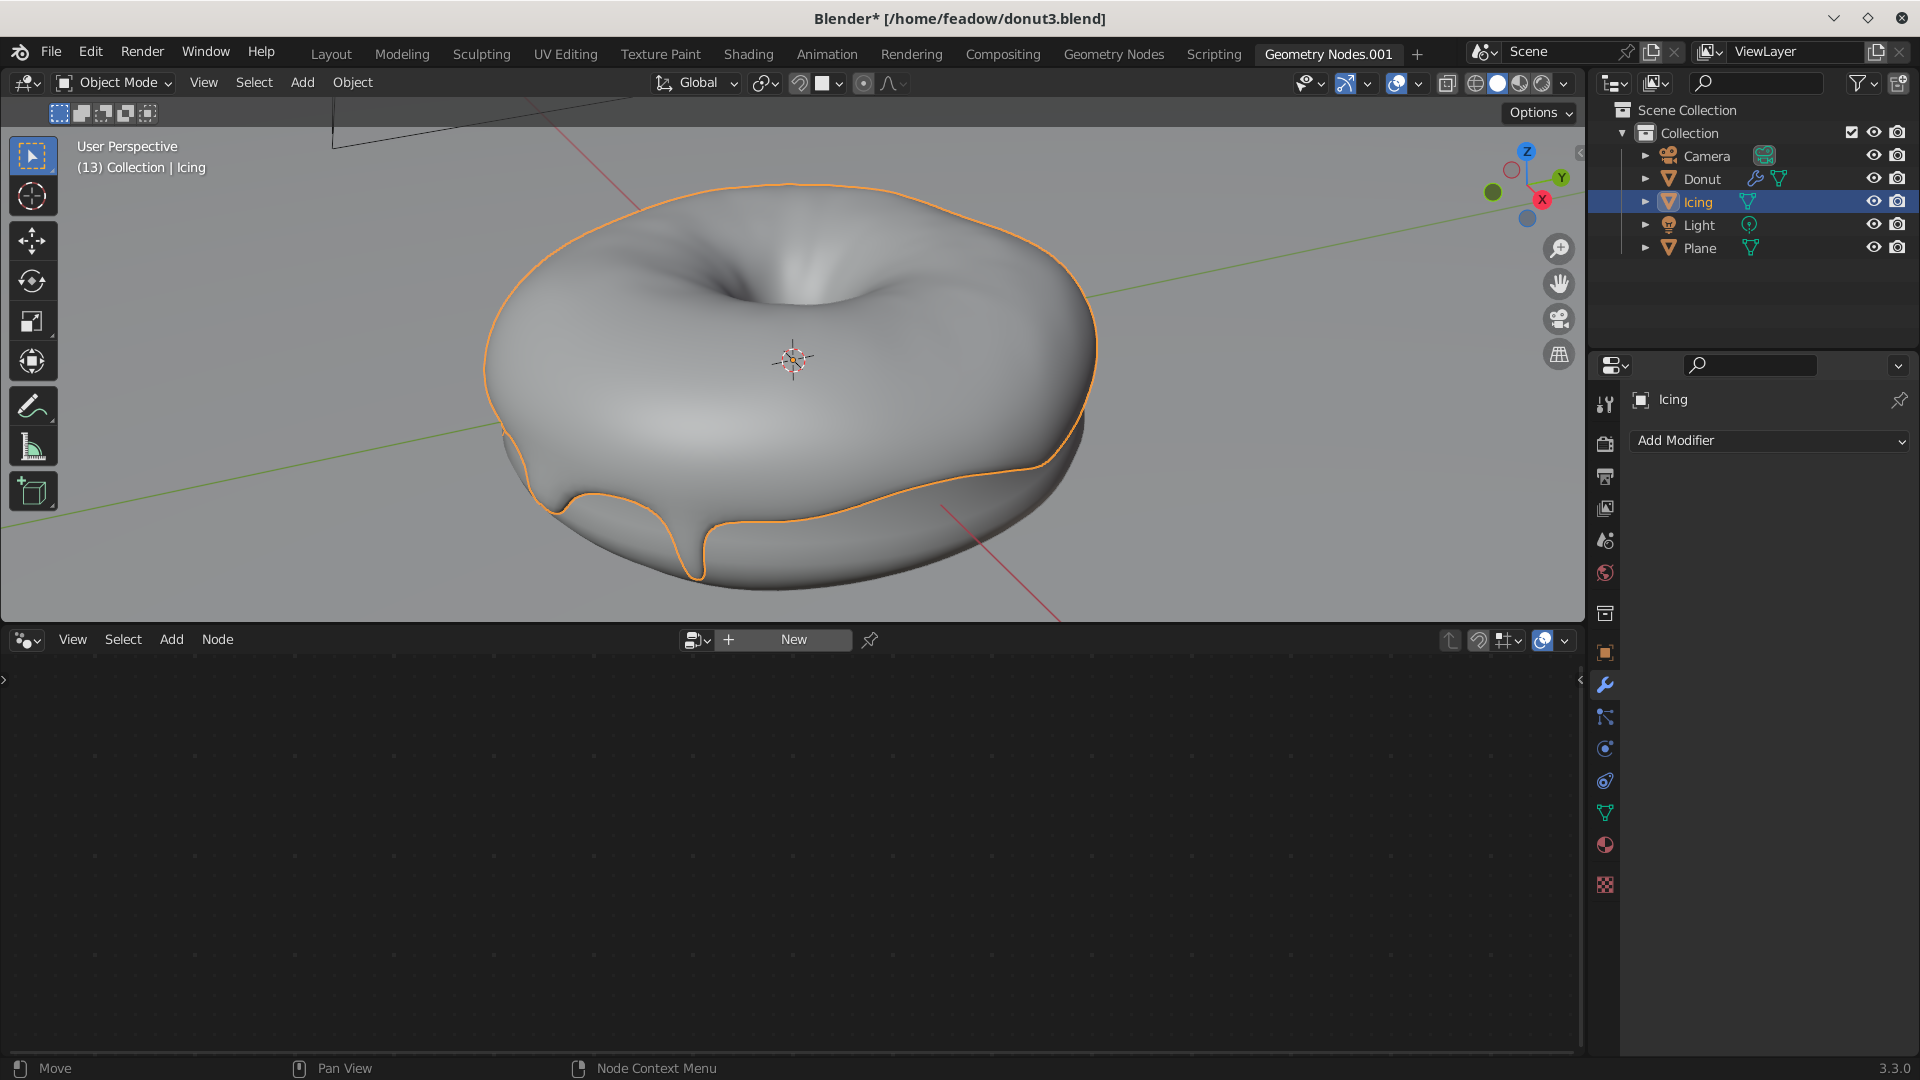 Blender* [/home/feadow/donut3.blend]
File Edit Render Window Help Layout Modeling Sculpting UV Editing Texture Paint Shading Animation Rendering Compositing Geometry Nodes Scripting Geometry Nodes.001 + Scene ViewLayer
Object Mode View Select Add Object Global
Options
User Perspective
(13) Collection | Icing
Z
Y
X
Scene Collection
Collection
Camera
Donut
Icing
Light
Plane
Icing
Add Modifier
View Select Add Node + New
Move Pan View Node Context Menu 3.3.0